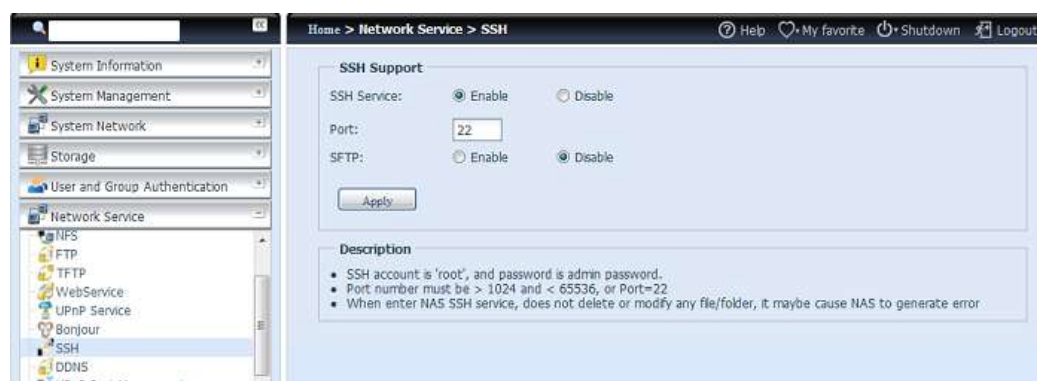 Home > Network Service > SSH
Help My favorite Shutdown Logout
System Information
System Management
System Network
Storage
User and Group Authentication
Network Service
NFS
FTP
TFTP
WebService
UPnP Service
Bonjour
SSH
DDNS
SSH Support
SSH Service: Enable Disable
Port: 22
SFTP: Enable Disable
Apply
Description
SSH account is 'root', and password is admin password.
Port number must be > 1024 and < 65536, or Port=22
When enter NAS SSH service, does not delete or modify any file/folder, it maybe cause NAS to generate error